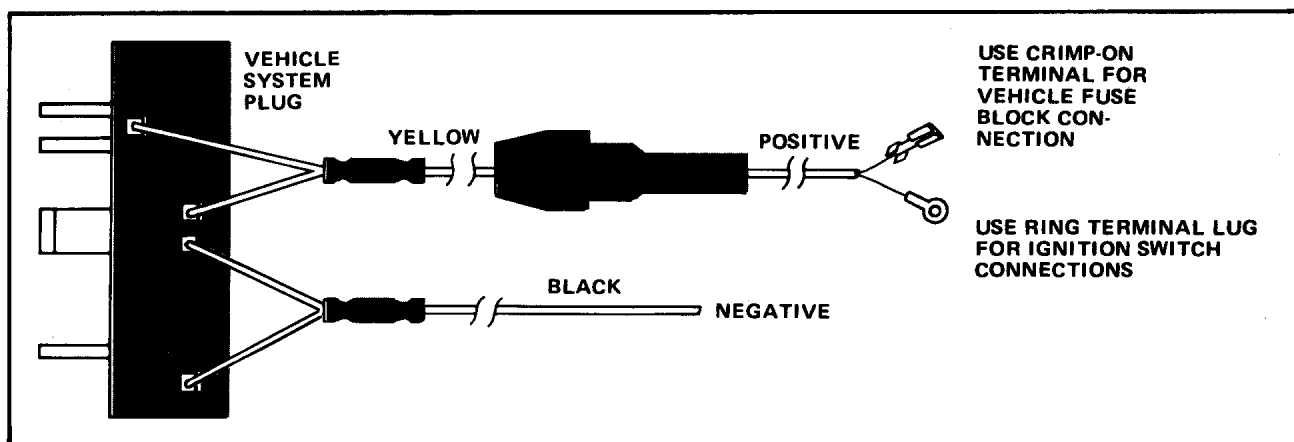 VEHICLE
SYSTEM
PLUG
YELLOW
POSITIVE
USE CRIMP-ON
TERMINAL FOR
VEHICLE FUSE
BLOCK CON-
NECTION
USE RING TERMINAL LUG
FOR IGNITION SWITCH
CONNECTIONS
BLACK
NEGATIVE